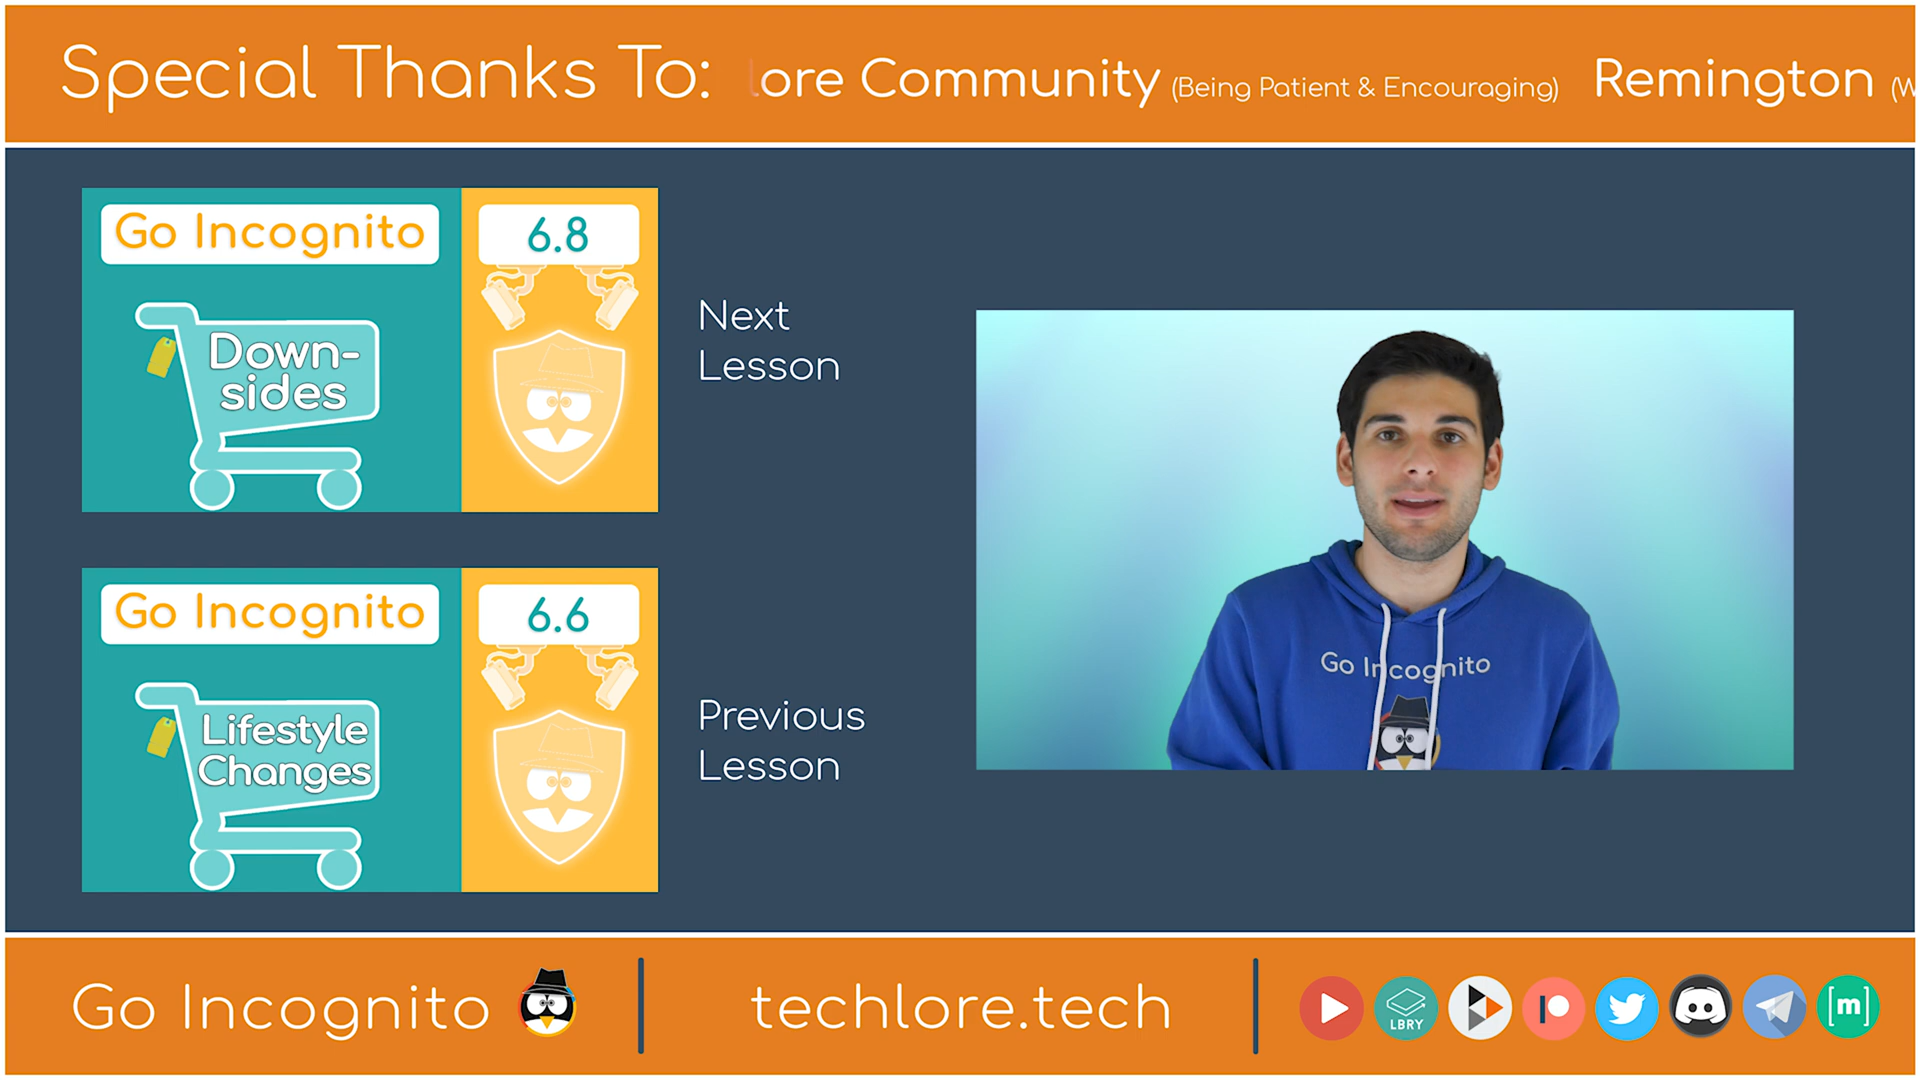 Special Thanks To: lore Community (Being Patient & Encouraging) Remington (W
Go Incognito
6.8
Down-
sides
Next
Lesson
Go Incognito
6.6
Lifestyle
Changes
Previous
Lesson
Go Incognito
Go Incognito
techlore.tech
LBRY
[m]